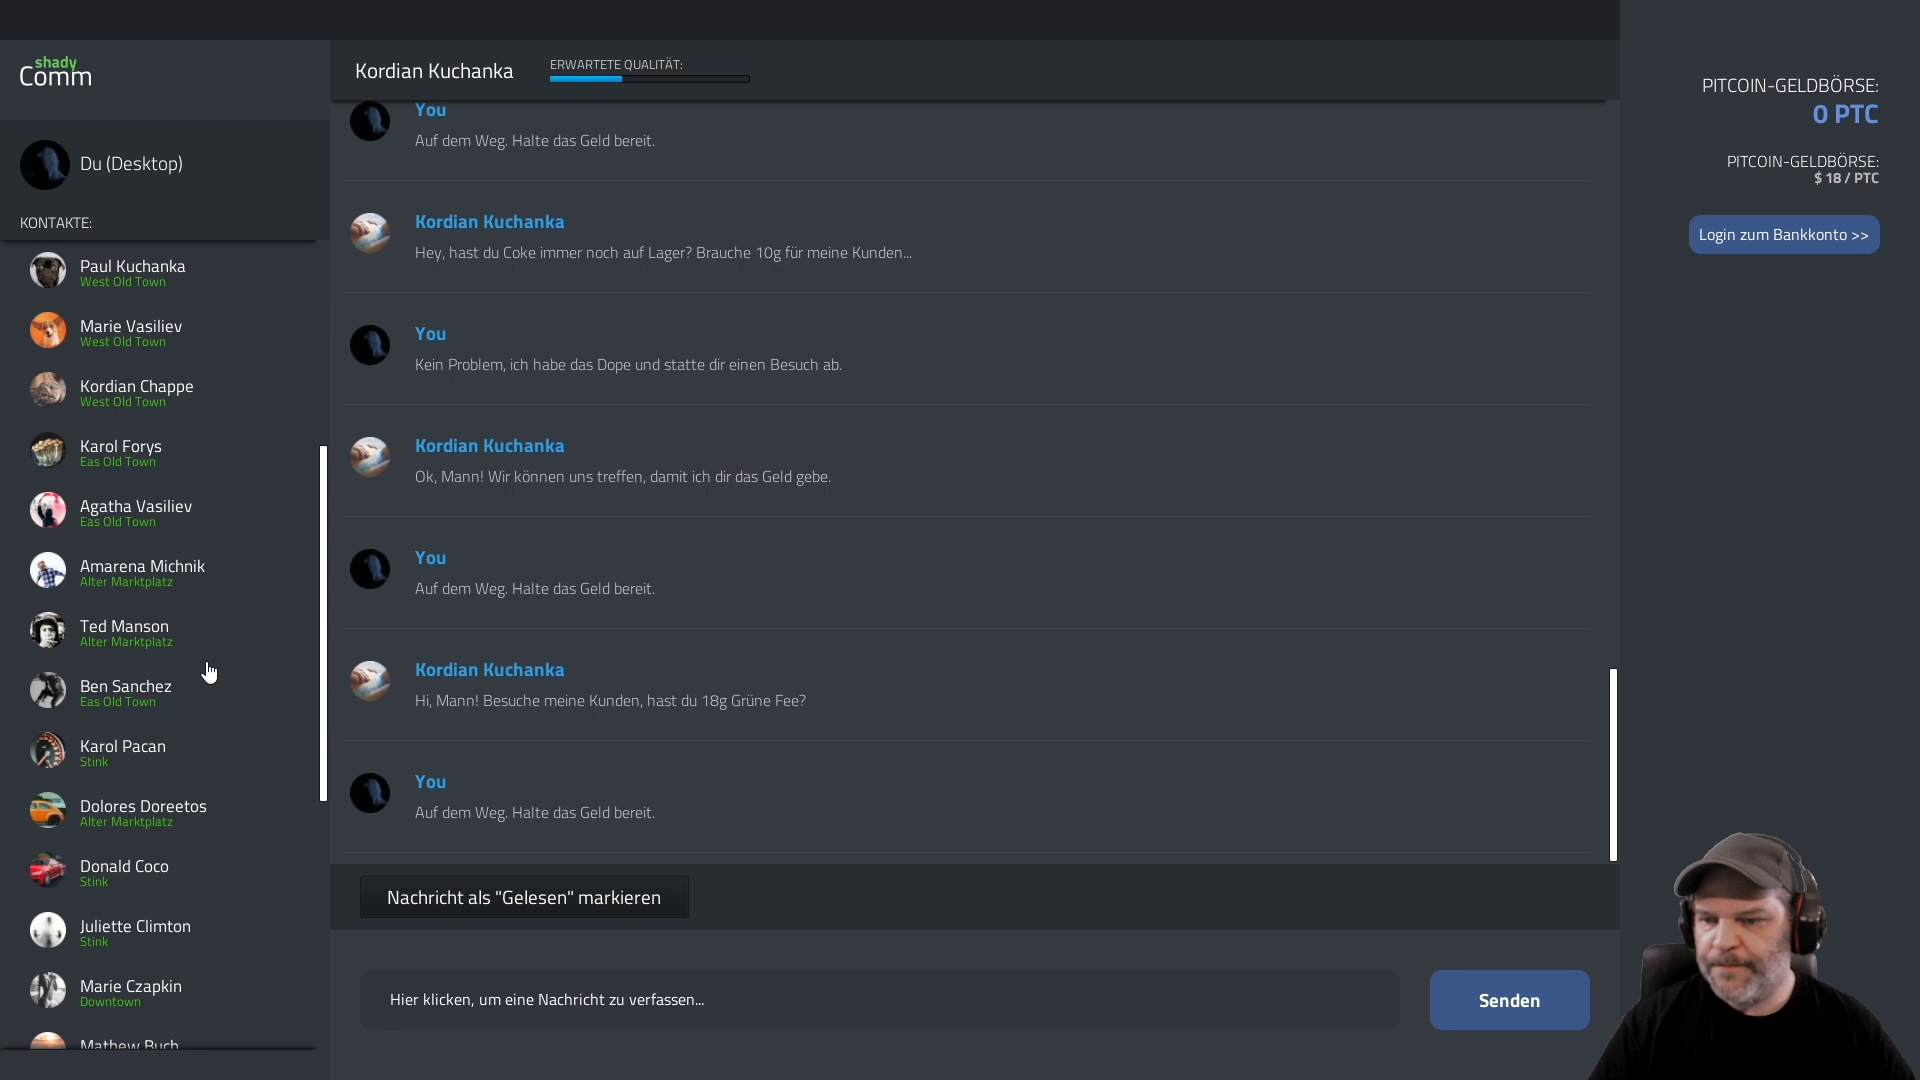 shady
Comm
Du (Desktop)
KONTAKTE:
Paul Kuchanka
West Old Town
Marie Vasiliev
West Old Town
Kordian Chappe
West Old Town
Karol Forys
Eas Old Town
Agatha Vasiliev
Eas Old Town
Amarena Michnik
Alter Marktplatz
Ted Manson
Alter Marktplatz
Ben Sanchez
Eas Old Town
Karol Pacan
Stink
Dolores Doreetos
Alter Marktplatz
Donald Coco
Stink
Juliette Climton
Stink
Marie Czapkin
Downtown
Mathew Buch
Kordian Kuchanka
ERWARTETE QUALITÄT:
You
Auf dem Weg. Halte das Geld bereit.
Kordian Kuchanka
Hey, hast du Coke immer noch auf Lager? Brauche 10g für meine Kunden...
You
Kein Problem, ich habe das Dope und statte dir einen Besuch ab.
Kordian Kuchanka
Ok, Mann! Wir können uns treffen, damit ich dir das Geld gebe.
You
Auf dem Weg. Halte das Geld bereit.
Kordian Kuchanka
Hi, Mann! Besuche meine Kunden, hast du 18g Grüne Fee?
You
Auf dem Weg. Halte das Geld bereit.
Nachricht als "Gelesen" markieren
Hier klicken, um eine Nachricht zu verfassen...
Senden
PITCOIN-GELDBÖRSE:
0 PTC
PITCOIN-GELDBÖRSE:
$ 18 / PTC
Login zum Bankkonto >>